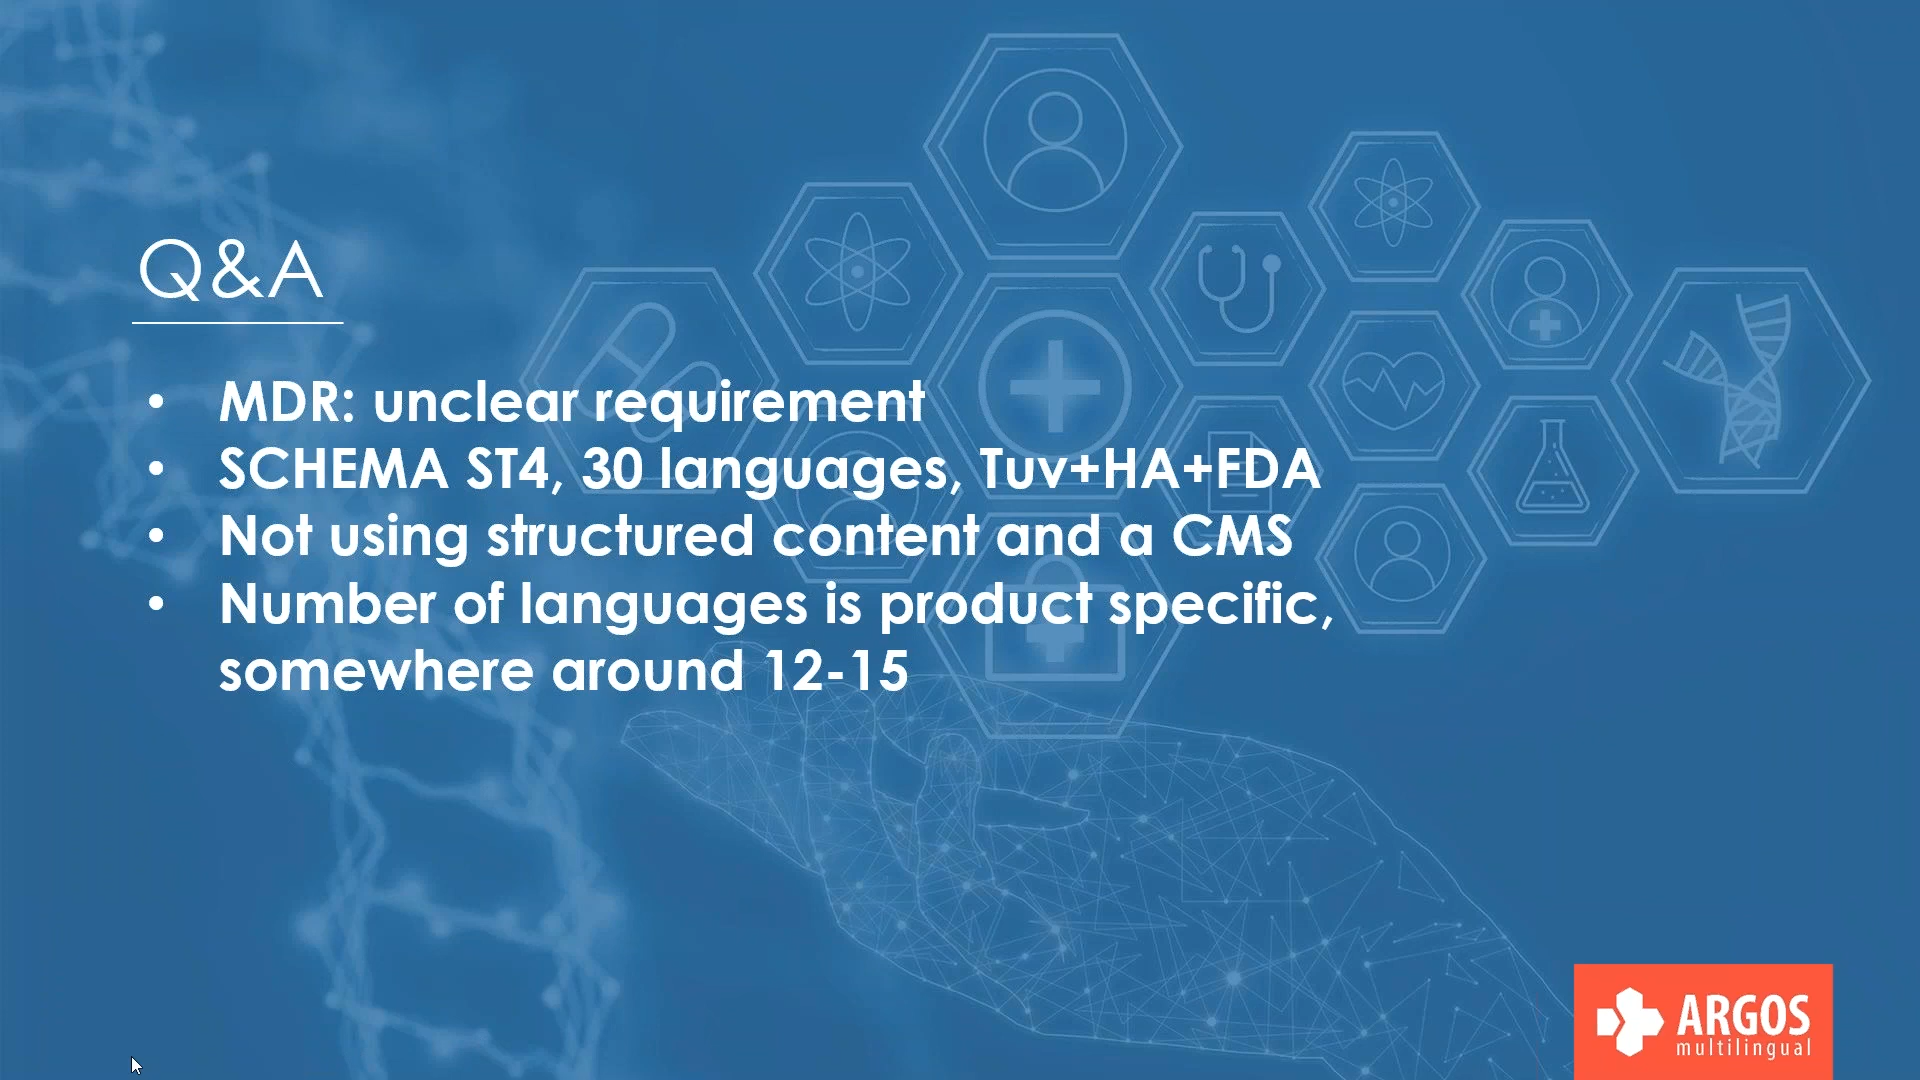 Q&A
• MDR: unclear requirement
• SCHEMA ST4, 30 languages, Tuv+HA+FDA
• Not using structured content and a CMS
• Number of languages is product specific,
somewhere around 12-15
ARGOS
multilingual